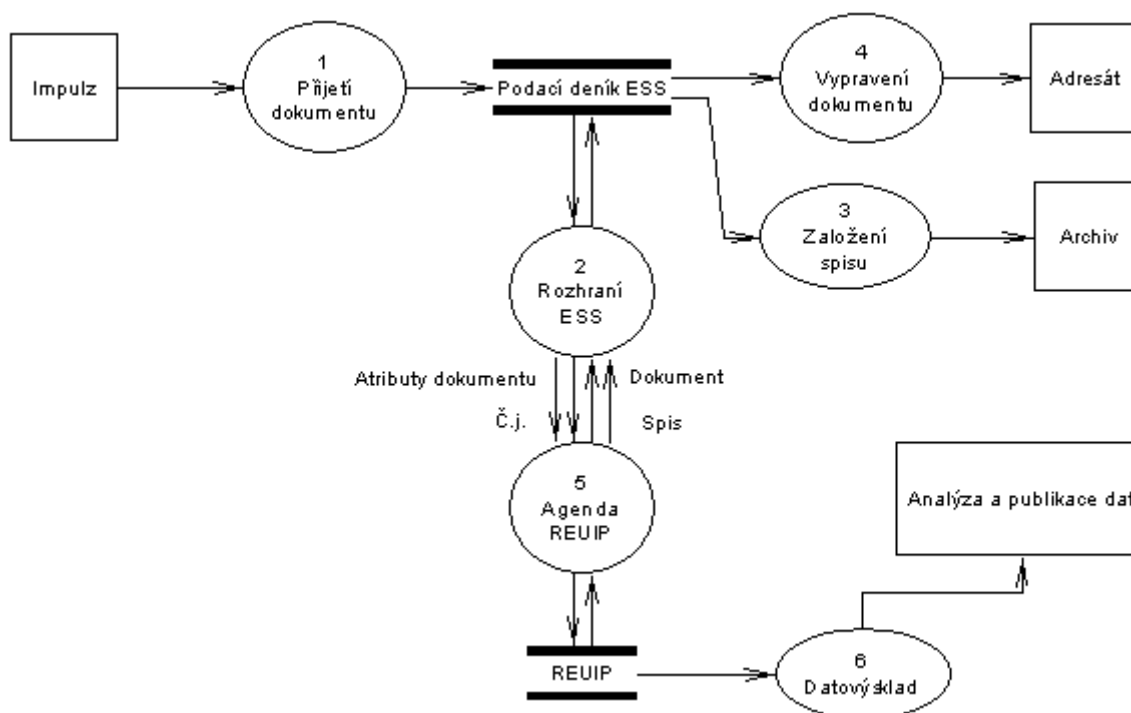 Impulz
1
Přijetí
dokumentu
Podací deník ESS
4
Vypravení
dokumentu
Adresát
3
Založení
spisu
Archiv
2
Rozhraní
ESS
Atributy dokumentu
Dokument
Č.j.
Spis
5
Agenda
REUIP
Analýza a publikace dat
REUIP
6
Datovýsklad